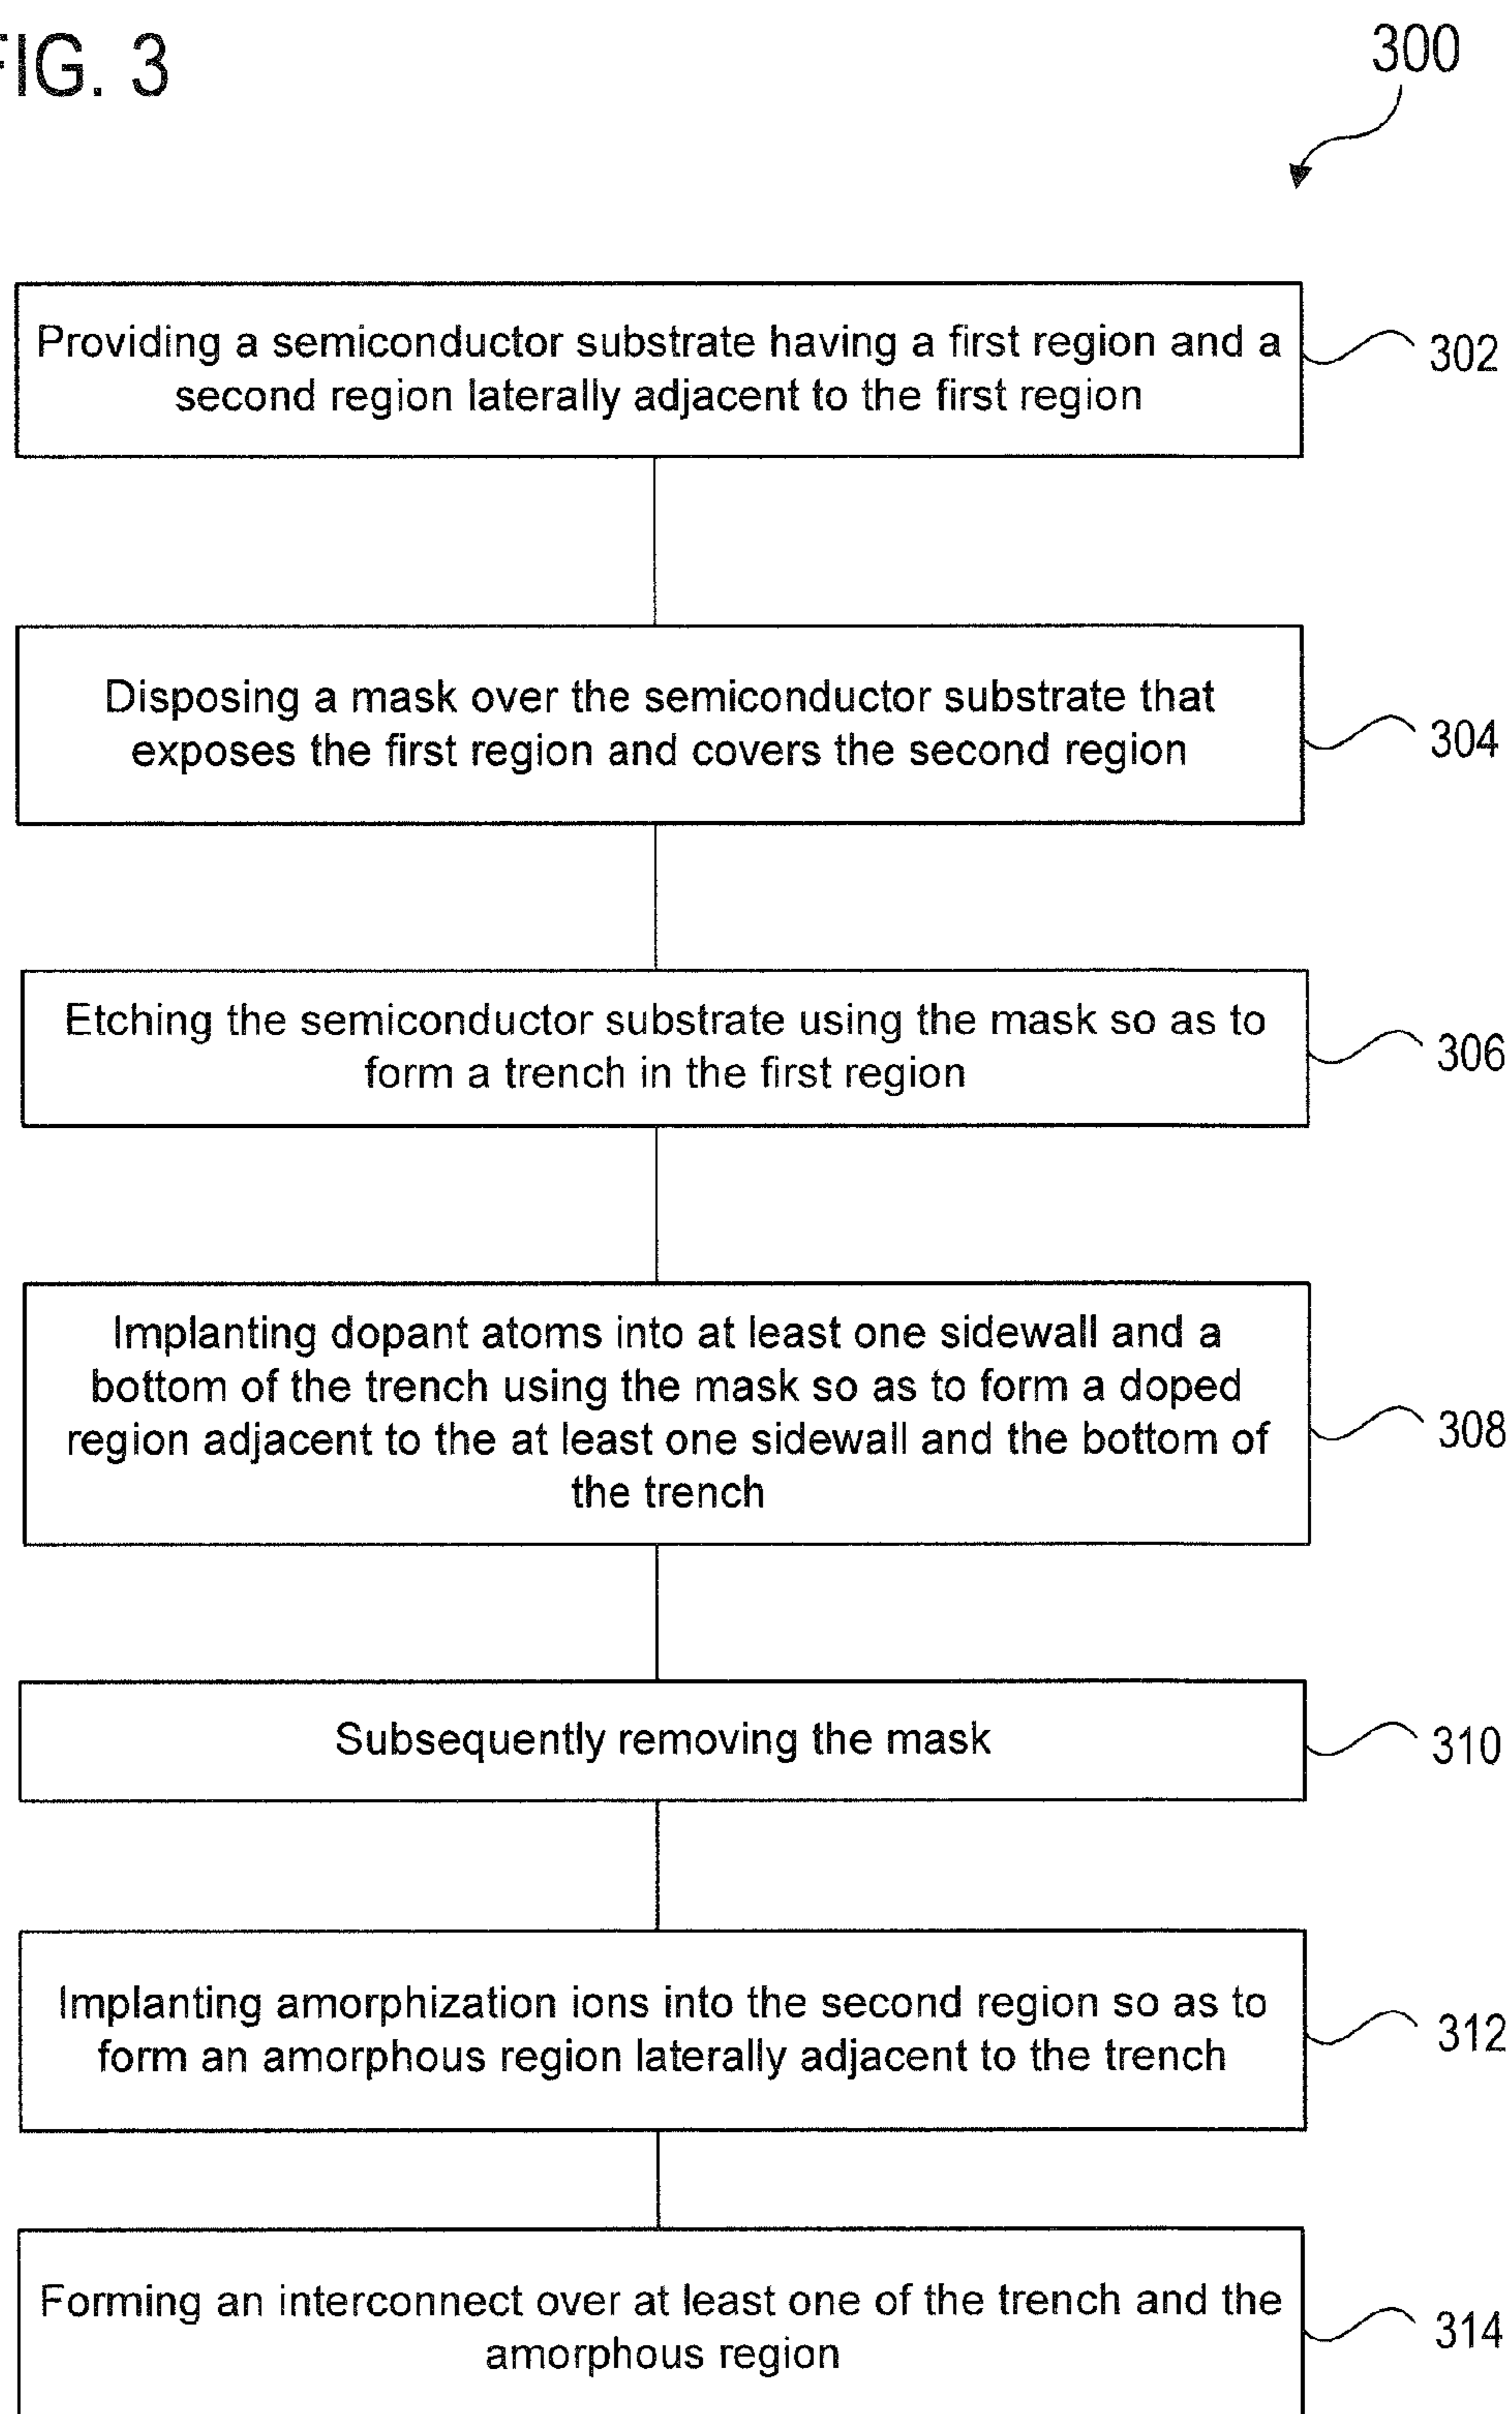 FIG. 3
300
Providing a semiconductor substrate having a first region and a
second region laterally adjacent to the first region
302
Disposing a mask over the semiconductor substrate that
exposes the first region and covers the second region
304
Etching the semiconductor substrate using the mask so as to
form a trench in the first region
306
Implanting dopant atoms into at least one sidewall and a
bottom of the trench using the mask so as to form a doped
region adjacent to the at least one sidewall and the bottom of
the trench
308
Subsequently removing the mask
310
Implanting amorphization ions into the second region so as to
form an amorphous region laterally adjacent to the trench
312
Forming an interconnect over at least one of the trench and the
amorphous region
314